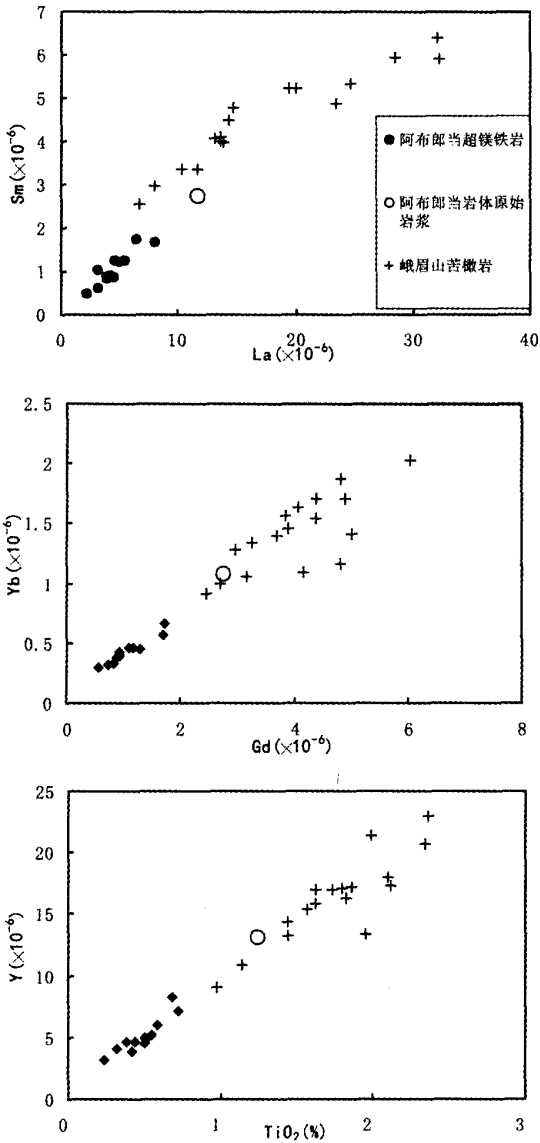 7
6
5
4
3
2
1
0
Sm(×10⁻⁶)
阿布郎当超镁铁岩
阿布郎当岩体原始
岩浆
峨眉山苦橄岩
0 10 20 30 40
La(×10⁻⁶)
2.5
2
1.5
1
0.5
0
Yb(×10⁻⁶)
0 2 4 6 8
Gd(×10⁻⁶)
25
20
15
10
5
0
Y(×10⁻⁶)
0 1 2 3
TiO₂(%)